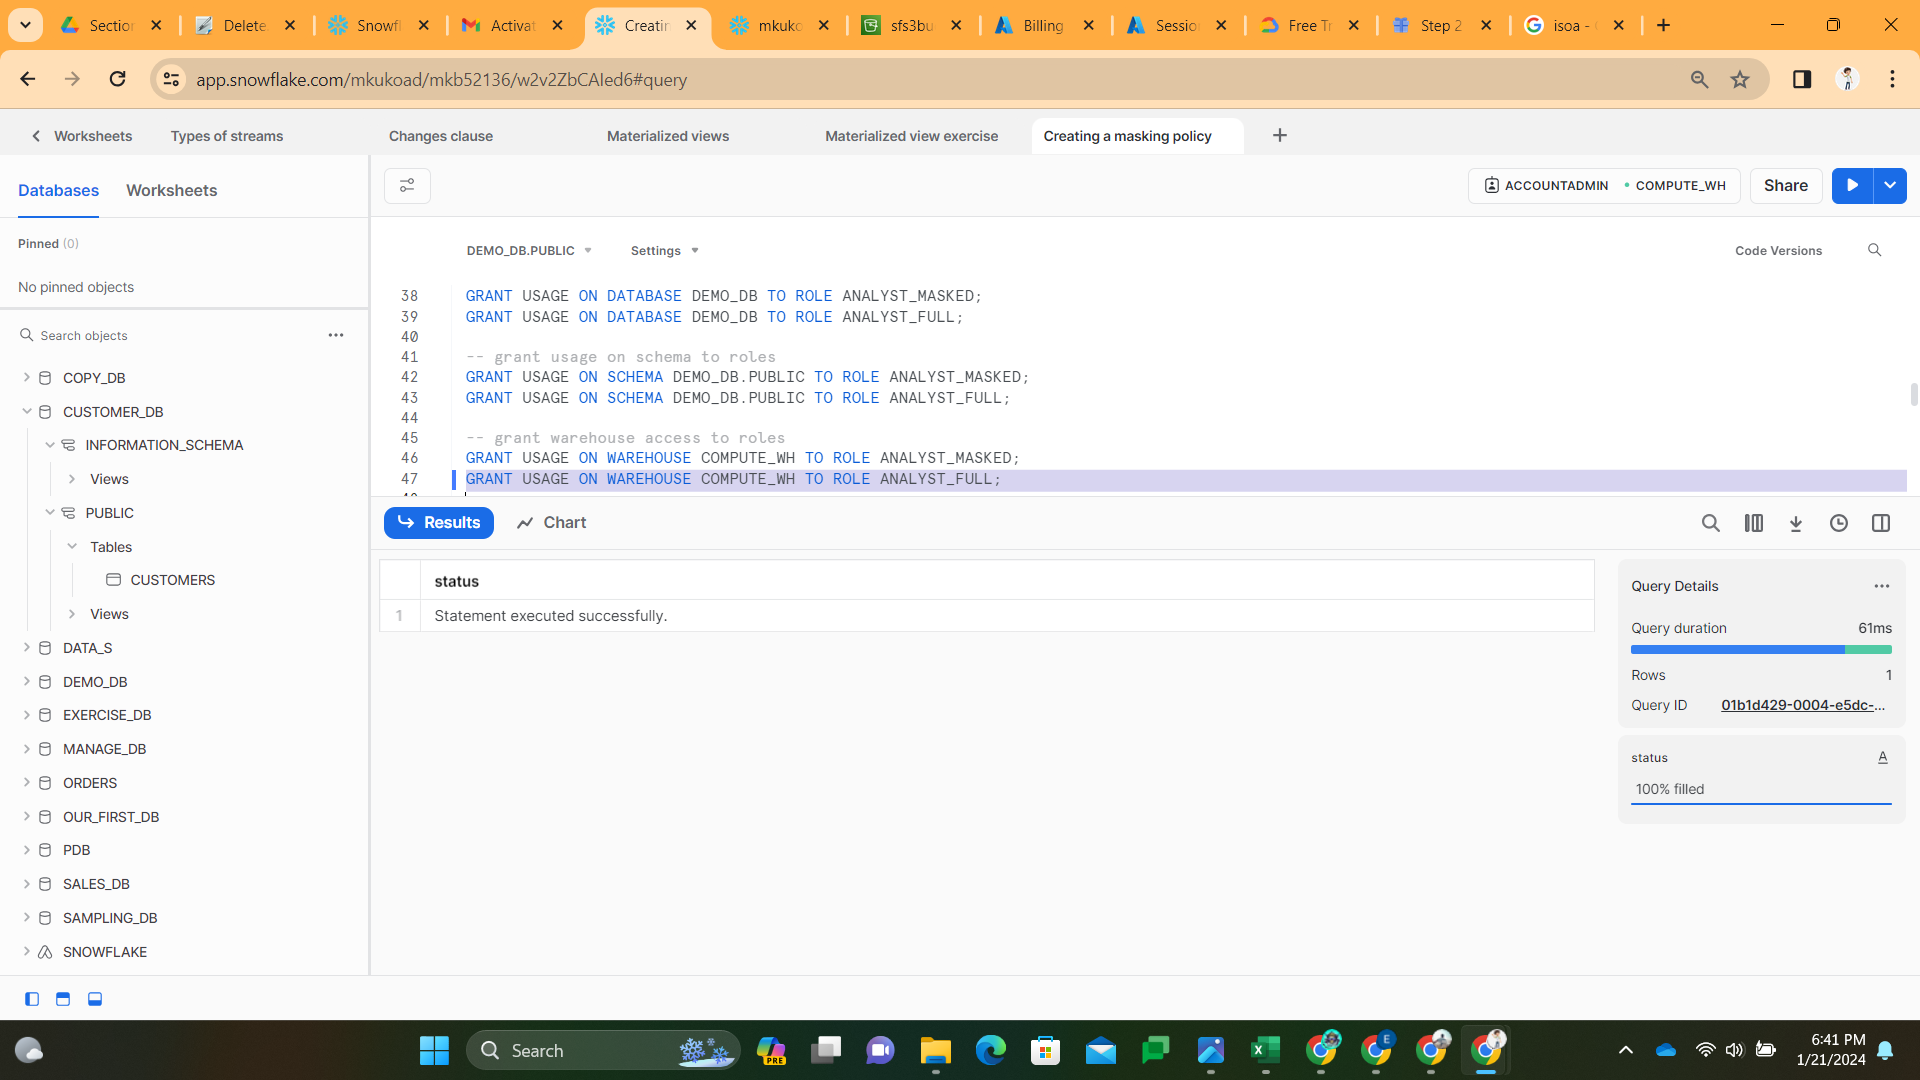 Section
Delete
Snowfl
Activat
Creatin
mkuko
sfs3bu
Billing
Sessio
Free Tr
Step 2
isoa -
app.snowflake.com/mkukoad/mkb52136/w2v2ZbCAIed6#query
Worksheets
Types of streams
Changes clause
Materialized views
Materialized view exercise
Creating a masking policy
Databases
Worksheets
ACCOUNTADMIN
COMPUTE_WH
Share
Pinned (0)
No pinned objects
DEMO_DB.PUBLIC
Settings
Code Versions
Search objects
COPY_DB
CUSTOMER_DB
INFORMATION_SCHEMA
Views
PUBLIC
Tables
CUSTOMERS
Views
DATA_S
DEMO_DB
EXERCISE_DB
MANAGE_DB
ORDERS
OUR_FIRST_DB
PDB
SALES_DB
SAMPLING_DB
SNOWFLAKE
38 GRANT USAGE ON DATABASE DEMO_DB TO ROLE ANALYST_MASKED;
39 GRANT USAGE ON DATABASE DEMO_DB TO ROLE ANALYST_FULL;
40
41 -- grant usage on schema to roles
42 GRANT USAGE ON SCHEMA DEMO_DB.PUBLIC TO ROLE ANALYST_MASKED;
43 GRANT USAGE ON SCHEMA DEMO_DB.PUBLIC TO ROLE ANALYST_FULL;
44
45 -- grant warehouse access to roles
46 GRANT USAGE ON WAREHOUSE COMPUTE_WH TO ROLE ANALYST_MASKED;
47 GRANT USAGE ON WAREHOUSE COMPUTE_WH TO ROLE ANALYST_FULL;
Results
Chart
status
1 Statement executed successfully.
Query Details
Query duration 61ms
Rows 1
Query ID 01b1d429-0004-e5dc-...
status A
100% filled
Search
PRE
E
6:41 PM
1/21/2024